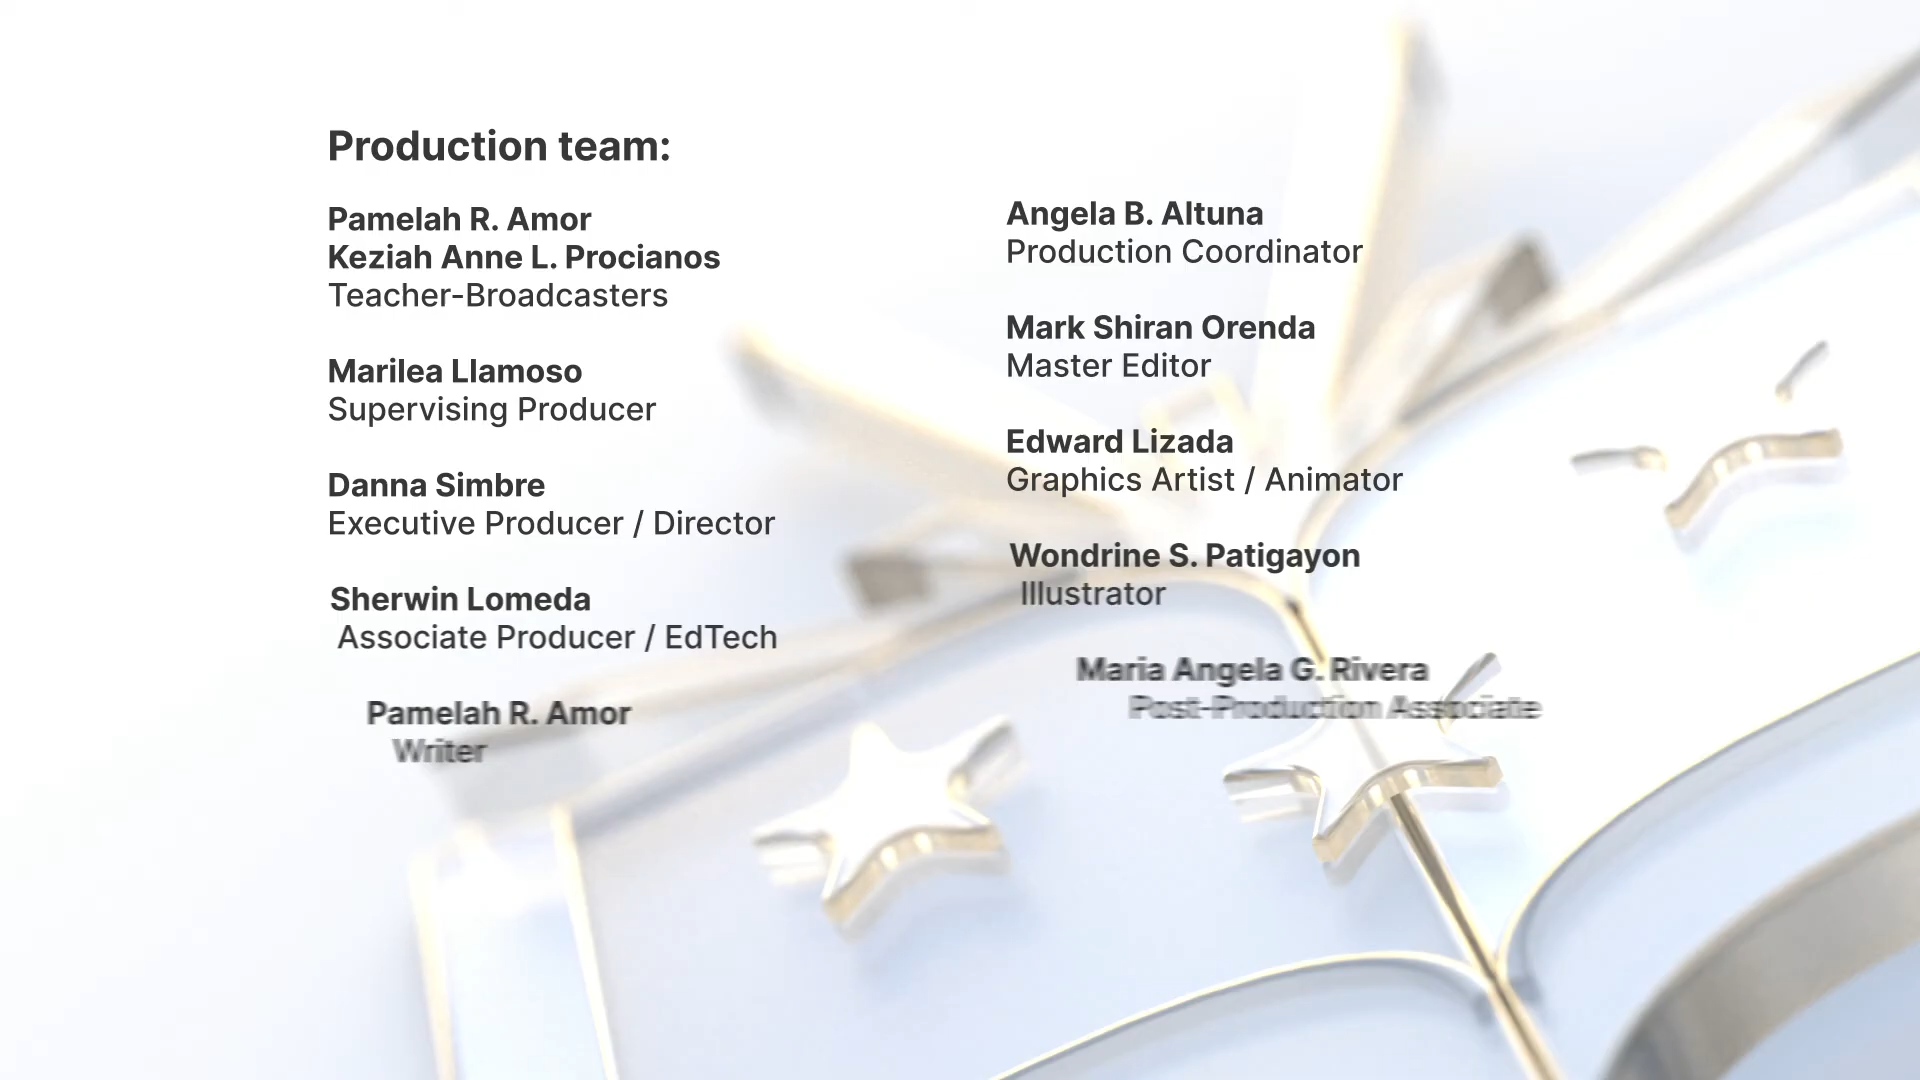 Production team:
Pamelah R. Amor
Keziah Anne L. Procianos
Teacher-Broadcasters
Marilea Llamoso
Supervising Producer
Danna Simbre
Executive Producer / Director
Sherwin Lomeda
Associate Producer / EdTech
Pamelah R. Amor
Writer
Angela B. Altuna
Production Coordinator
Mark Shiran Orenda
Master Editor
Edward Lizada
Graphics Artist / Animator
Wondrine S. Patigayon
Illustrator
Maria Angela G. Rivera
Post-Production Associate